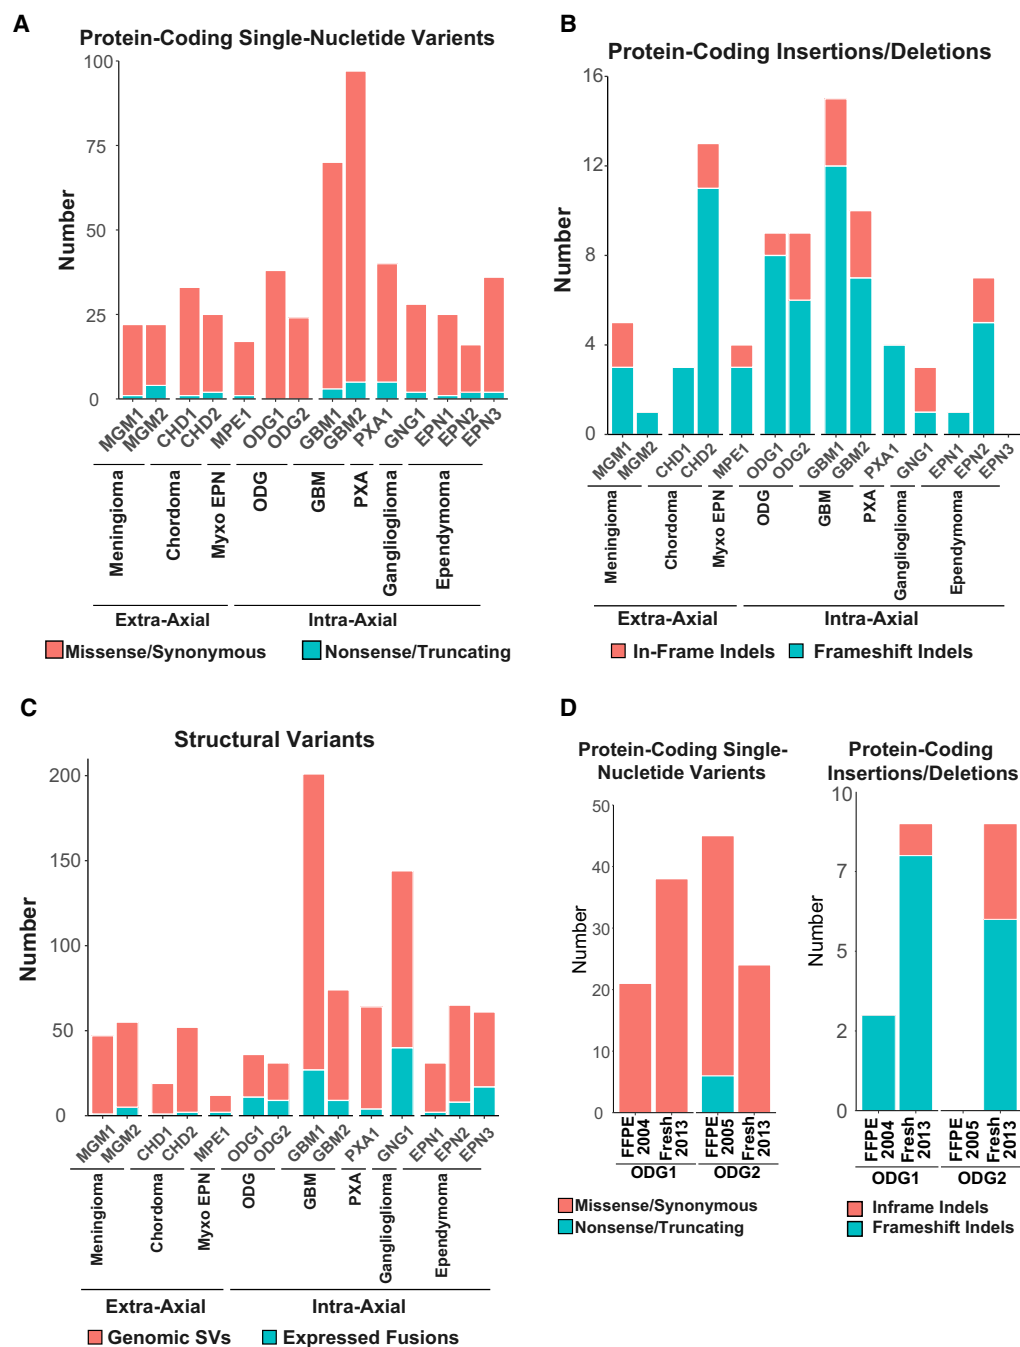 A
Protein-Coding Single-Nucletide Varients
Number
100
75
50
25
0
MGM1 MGM2 CHD1 CHD2 MPE1 ODG1 ODG2 GBM1 GBM2 PXA1 GNG1 EPN1 EPN2 EPN3
Meningioma Chordoma Myxo EPN ODG GBM PXA Ganglioglioma Ependymoma
Extra-Axial Intra-Axial
Missense/Synonymous Nonsense/Truncating
B
Protein-Coding Insertions/Deletions
Number
16
12
8
4
0
MGM1 MGM2 CHD1 CHD2 MPE1 ODG1 ODG2 GBM1 GBM2 PXA1 GNG1 EPN1 EPN2 EPN3
Meningioma Chordoma Myxo EPN ODG GBM PXA Ganglioglioma Ependymoma
Extra-Axial Intra-Axial
In-Frame Indels Frameshift Indels
C
Structural Variants
Number
200
150
100
50
0
MGM1 MGM2 CHD1 CHD2 MPE1 ODG1 ODG2 GBM1 GBM2 PXA1 GNG1 EPN1 EPN2 EPN3
Meningioma Chordoma Myxo EPN ODG GBM PXA Ganglioglioma Ependymoma
Extra-Axial Intra-Axial
Genomic SVs Expressed Fusions
D
Protein-Coding Single-
Nucletide Varients
Number
50
40
30
20
10
0
FFPE 2004 Fresh 2013 FFPE 2005 Fresh 2013
ODG1 ODG2
Missense/Synonymous
Nonsense/Truncating
Protein-Coding
Insertions/Deletions
Number
10
7
5
2
0
FFPE 2004 Fresh 2013 FFPE 2005 Fresh 2013
ODG1 ODG2
Inframe Indels
Frameshift Indels